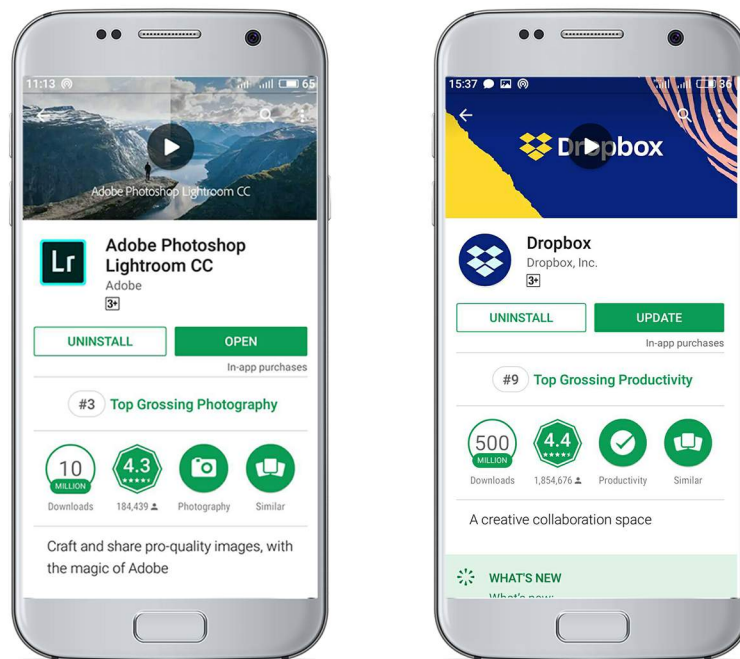 11:13
65
Adobe Photoshop Lightroom CC
Lr
Adobe Photoshop
Lightroom CC
Adobe
3+
UNINSTALL
OPEN
In-app purchases
#3 Top Grossing Photography
10
MILLION
4.3
Downloads
184,439
Photography
Similar
Craft and share pro-quality images, with
the magic of Adobe
15:37
36
Dropbox
Dropbox
Dropbox, Inc.
3+
UNINSTALL
UPDATE
In-app purchases
#9 Top Grossing Productivity
500
MILLION
4.4
Downloads
1,854,676
Productivity
Similar
A creative collaboration space
WHAT'S NEW
What's new: